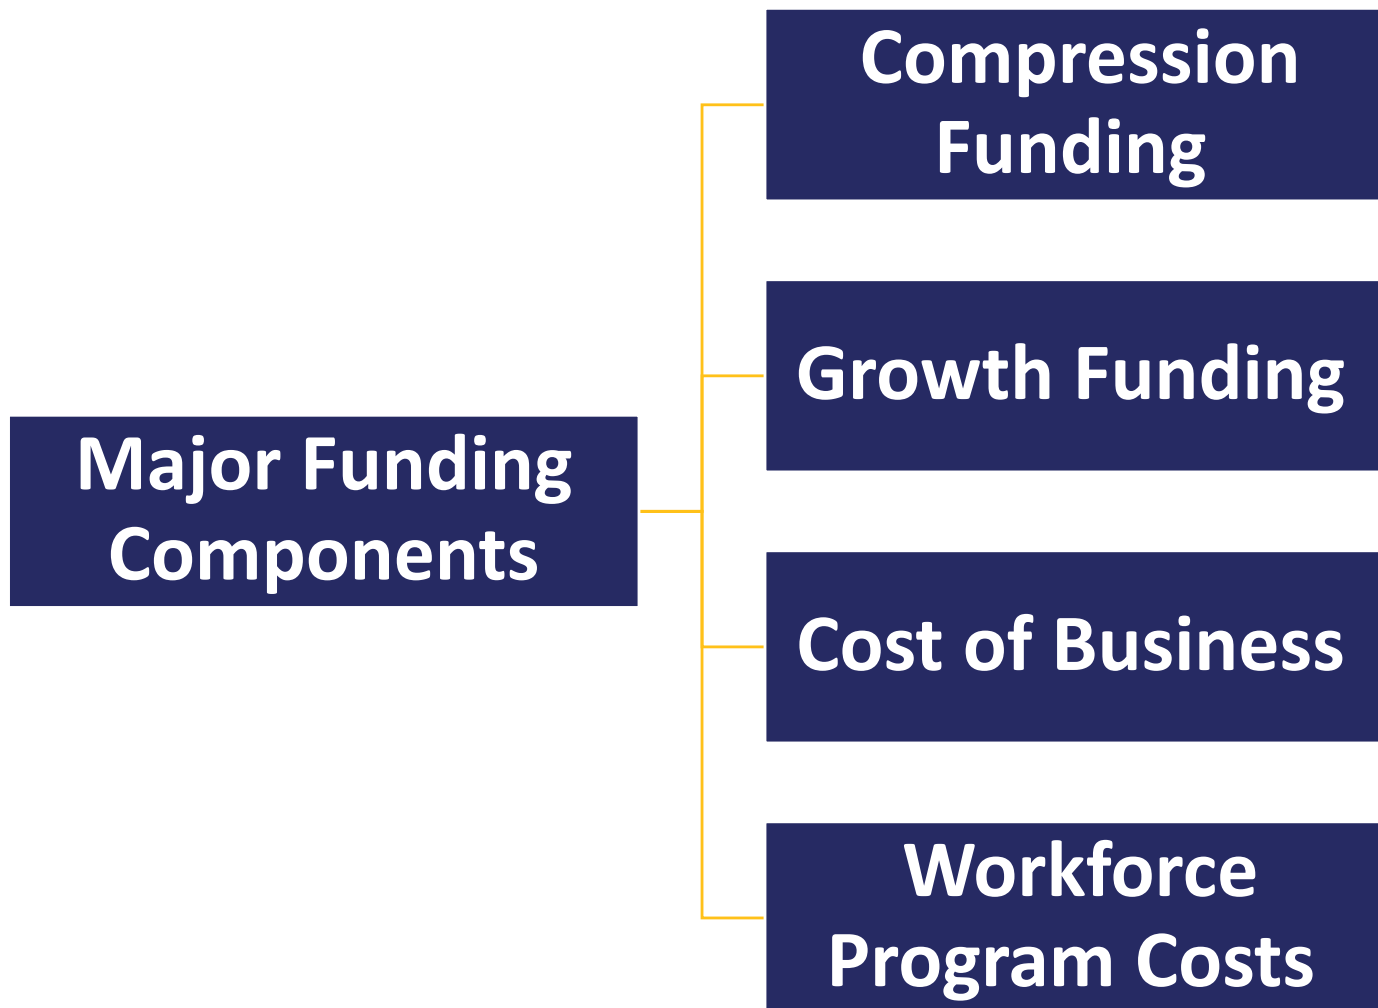 Major Funding
Components
Compression
Funding
Growth Funding
Cost of Business
Workforce
Program Costs